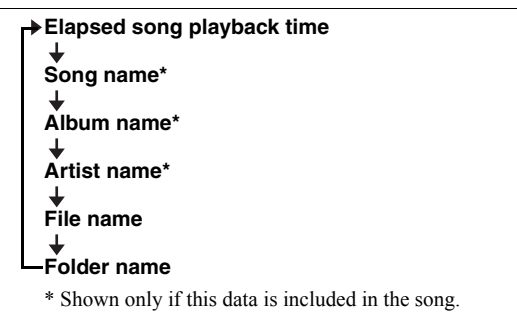 Elapsed song playback time
Song name*
Album name*
Artist name*
File name
Folder name
* Shown only if this data is included in the song.